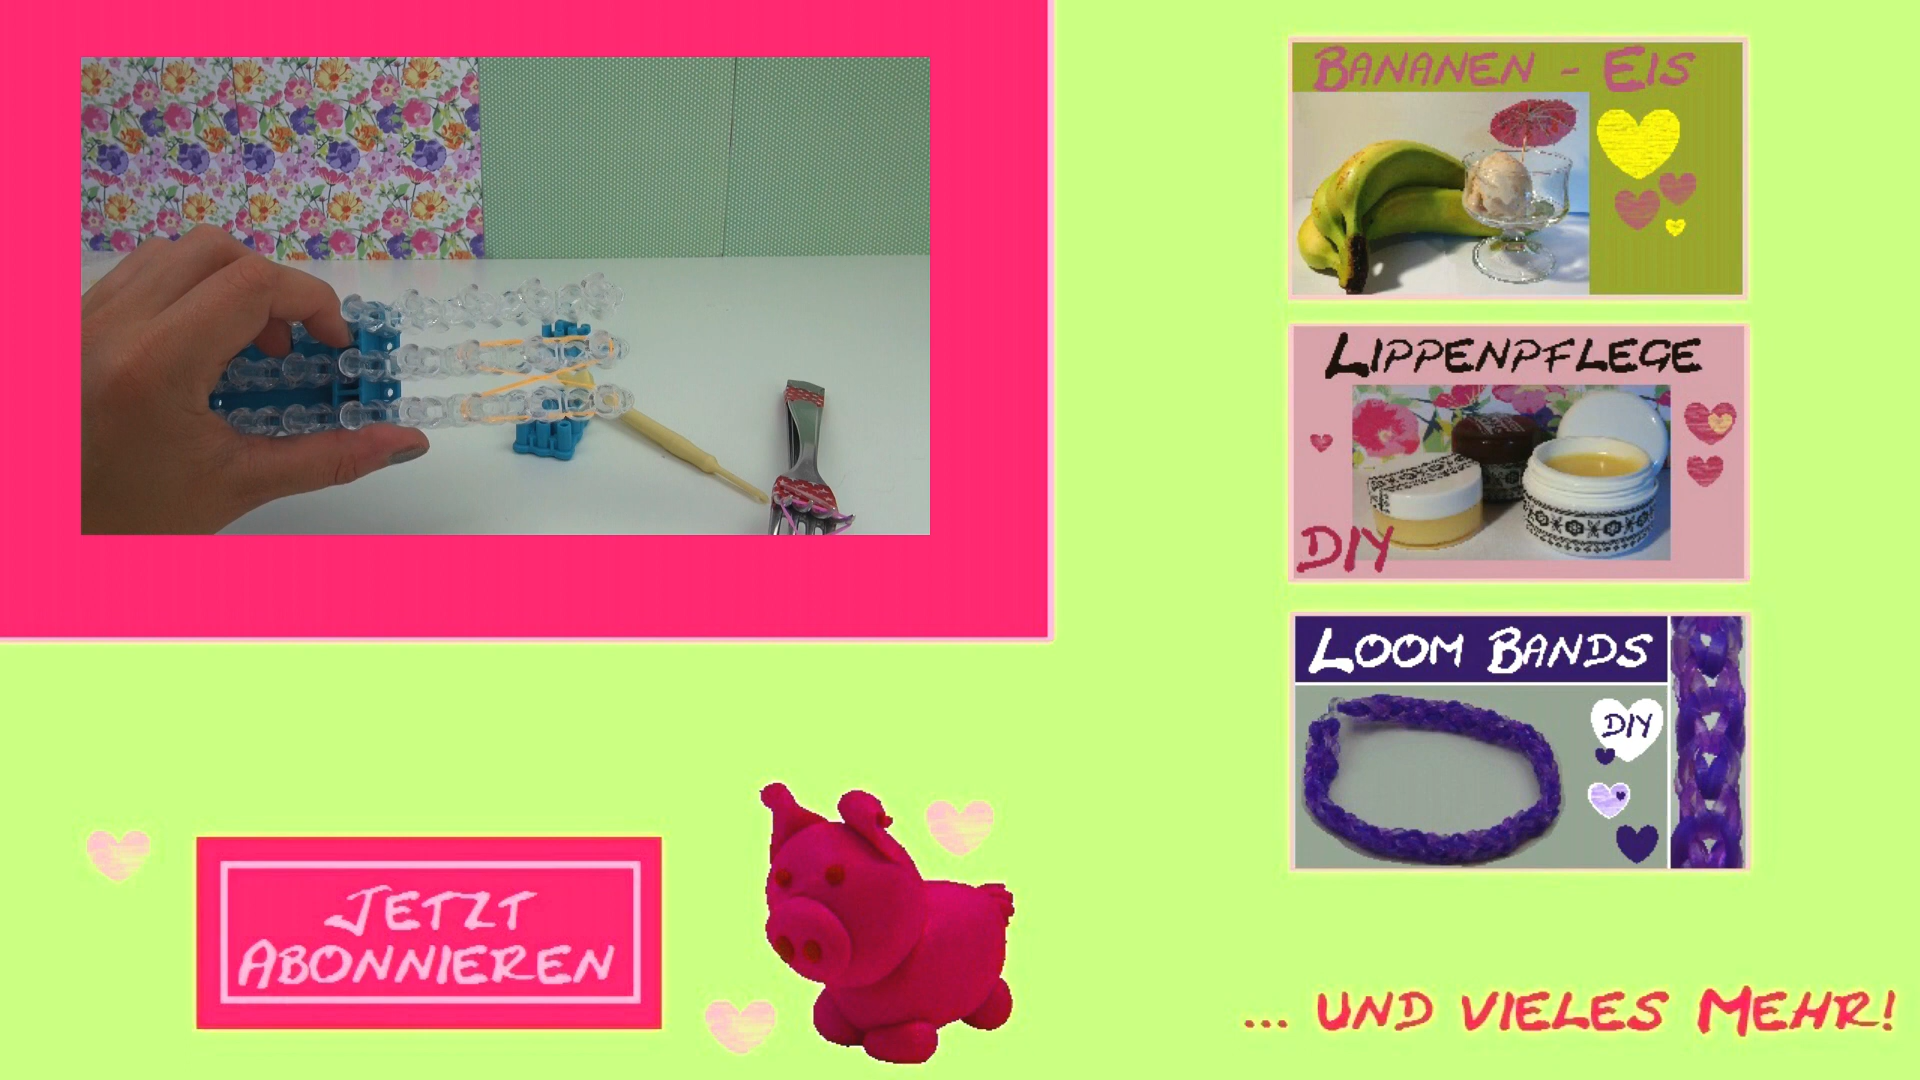 BANANEN - EIS
LIPPENPFLEGE
DIY
LOOM BANDS
DIY
JETZT
ABONNIEREN
... UND VIELES MEHR!